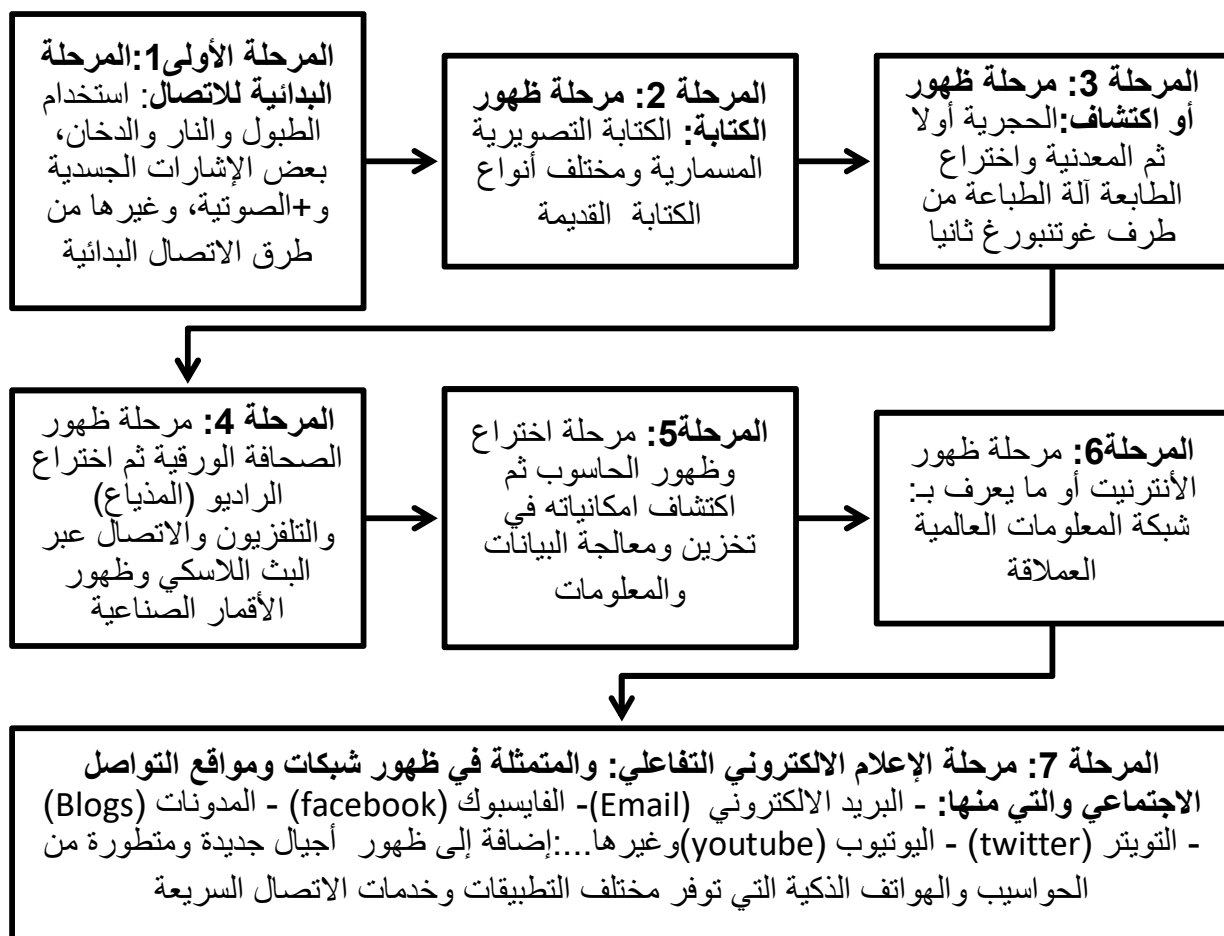 المرحلة الأولى1:المرحلة
البدائية للاتصال: استخدام
الطبول والنار والدخان،
بعض الإشارات الجسدية
و+الصوتية، وغيرها من
طرق الاتصال البدائية
المرحلة 2: مرحلة ظهور
الكتابة: الكتابة التصويرية
المسمارية ومختلف أنواع
الكتابة القديمة
المرحلة 3: مرحلة ظهور
أو اكتشاف:الحجرية أولا
ثم المعدنية واختراع
الطابعة آلة الطباعة من
طرف غوتنبورغ ثانيا
المرحلة 4: مرحلة ظهور
الصحافة الورقية ثم اختراع
الراديو (المذياع)
والتلفزيون والاتصال عبر
البث اللاسكي وظهور
الأقمار الصناعية
المرحلة5: مرحلة اختراع
وظهور الحاسوب ثم
اكتشاف امكانياته في
تخزين ومعالجة البيانات
والمعلومات
المرحلة6: مرحلة ظهور
الأنترنيت أو ما يعرف بـ:
شبكة المعلومات العالمية
العملاقة
المرحلة 7: مرحلة الإعلام الالكتروني التفاعلي: والمتمثلة في ظهور شبكات ومواقع التواصل
الاجتماعي والتي منها: - البريد الالكتروني (Email)- الفايسبوك (facebook) - المدونات (Blogs)
- التويتر (twitter) - اليوتيوب (youtube)وغيرها...:إضافة إلى ظهور أجيال جديدة ومتطورة من
الحواسيب والهواتف الذكية التي توفر مختلف التطبيقات وخدمات الاتصال السريعة